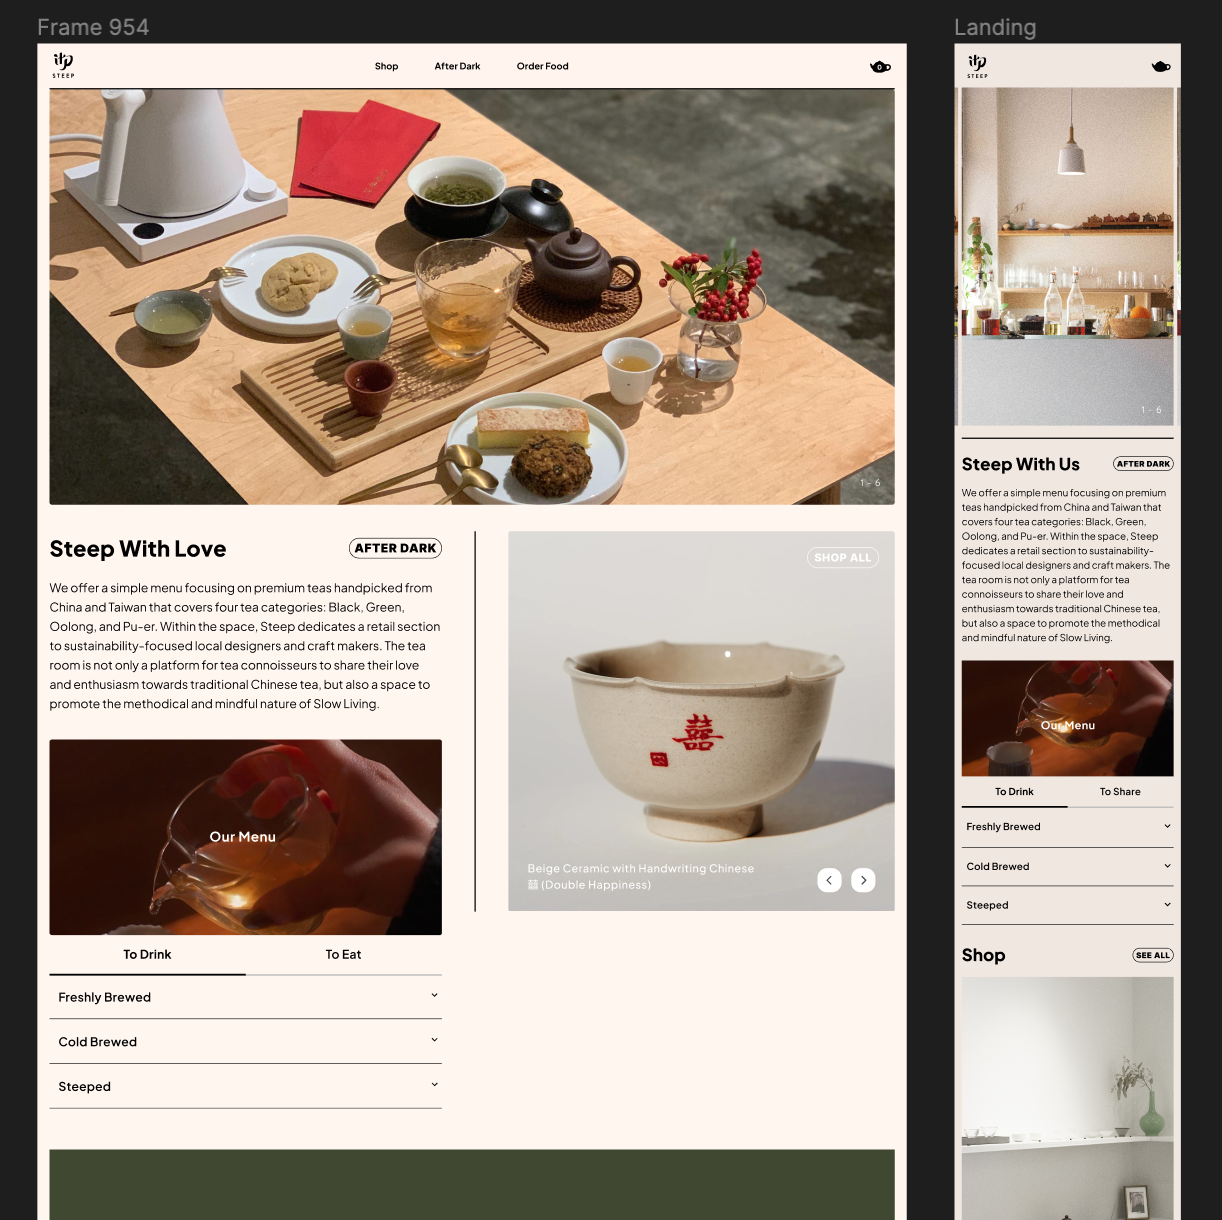 Frame 954
STEEP
Shop
After Dark
Order Food
0
1 – 6
Steep With Love
AFTER DARK
We offer a simple menu focusing on premium teas handpicked from
China and Taiwan that covers four tea categories: Black, Green,
Oolong, and Pu-er. Within the space, Steep dedicates a retail section
to sustainability-focused local designers and craft makers. The tea
room is not only a platform for tea connoisseurs to share their love
and enthusiasm towards traditional Chinese tea, but also a space to
promote the methodical and mindful nature of Slow Living.
Our Menu
To Drink
To Eat
Freshly Brewed
Cold Brewed
Steeped
SHOP ALL
囍
Beige Ceramic with Handwriting Chinese
囍 (Double Happiness)
Landing
STEEP
1 – 6
Steep With Us
AFTER DARK
We offer a simple menu focusing on premium
teas handpicked from China and Taiwan that
covers four tea categories: Black, Green,
Oolong, and Pu-er. Within the space, Steep
dedicates a retail section to sustainability-
focused local designers and craft makers. The
tea room is not only a platform for tea
connoisseurs to share their love and
enthusiasm towards traditional Chinese tea,
but also a space to promote the methodical
and mindful nature of Slow Living.
Our Menu
To Drink
To Share
Freshly Brewed
Cold Brewed
Steeped
Shop
SEE ALL